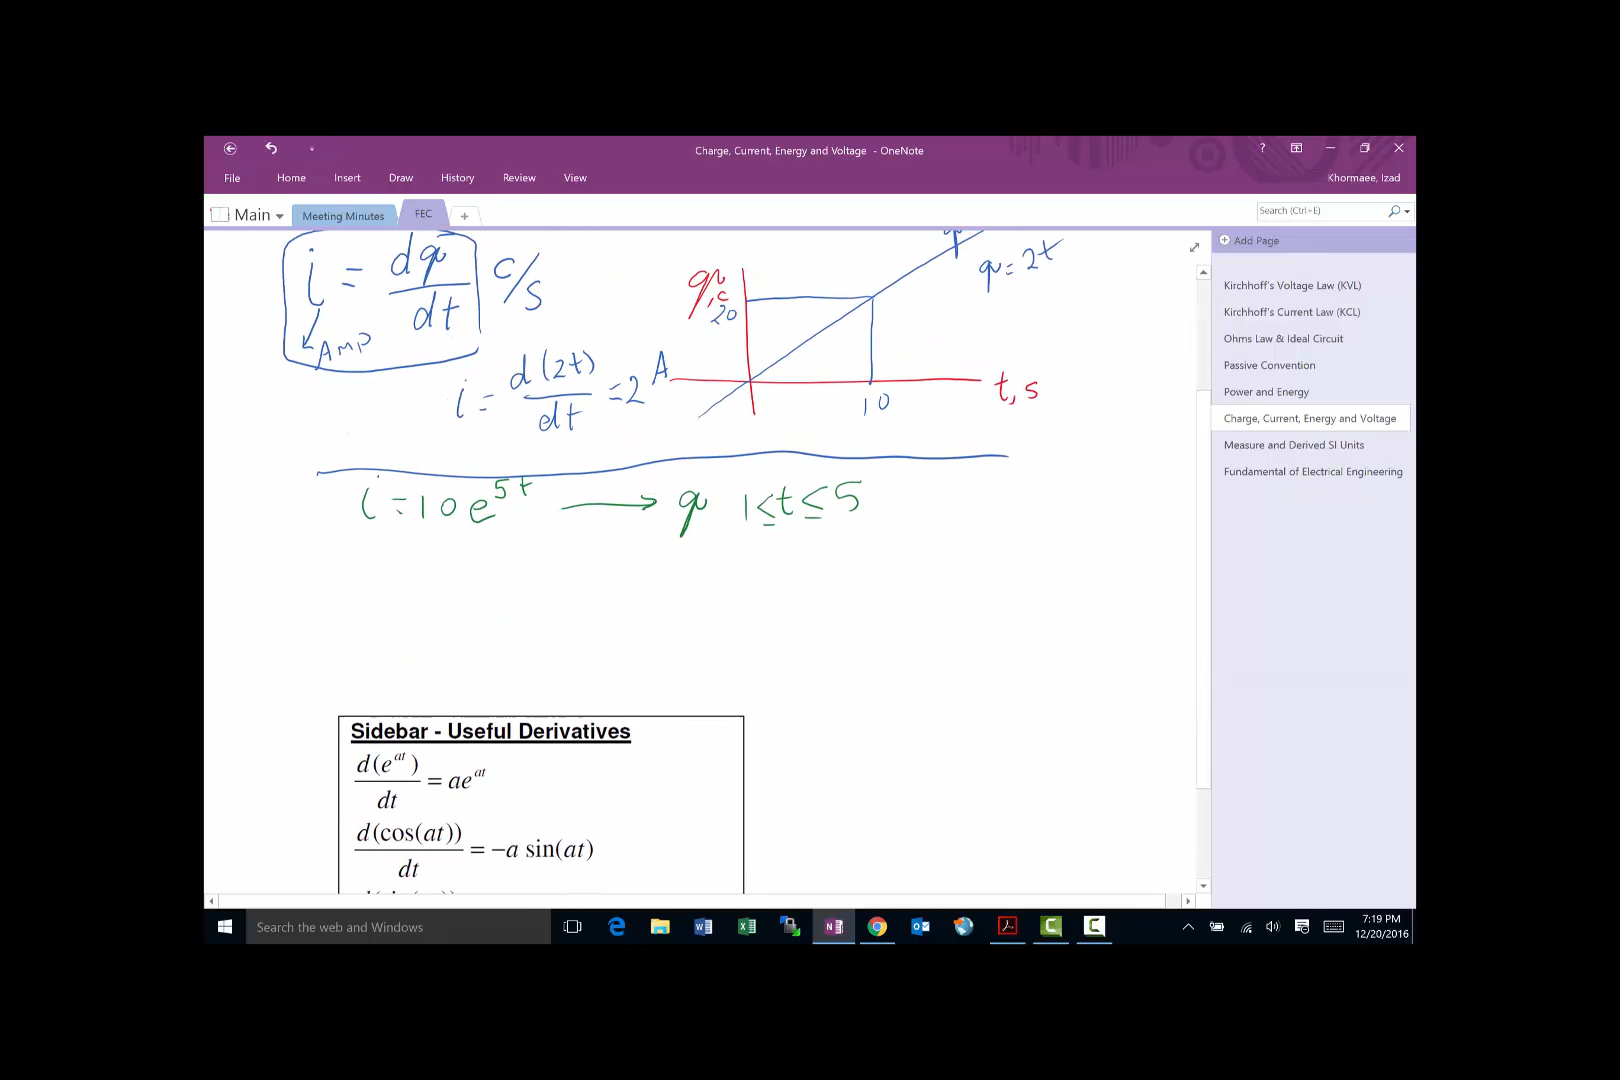 Charge, Current, Energy and Voltage - OneNote
?
File Home Insert Draw History Review View
Khormaee, Izad
Main Meeting Minutes FEC +
Search (Ctrl+E)
Add Page
Kirchhoff's Voltage Law (KVL)
Kirchhoff's Current Law (KCL)
Ohms Law & Ideal Circuit
Passive Convention
Power and Energy
Charge, Current, Energy and Voltage
Measure and Derived SI Units
Fundamental of Electrical Engineering
i = dq/dt C/S
AMP
q, C
20
q = 2t
i = d(2t)/dt = 2 A
10
t, s
i = 10 e^5t → q 1 ≤ t ≤ 5
Sidebar - Useful Derivatives
d(e^at)/dt = ae^at
d(cos(at))/dt = −a sin(at)
Search the web and Windows
7:19 PM
12/20/2016